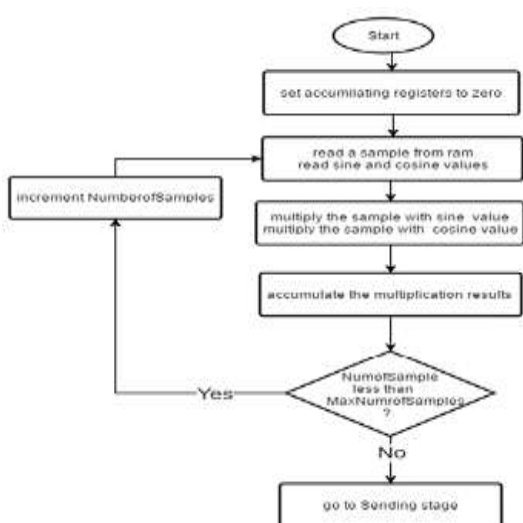 Start
set accumilating registers to zero
read a sample from ram
read sine and cosine values
increment NumberofSamples
multiply the sample with sine value
multiply the sample with cosine value
accumulate the multiplication results
NumofSample
less than
MaxNumrofSamples
?
Yes
No
go to Sending stage